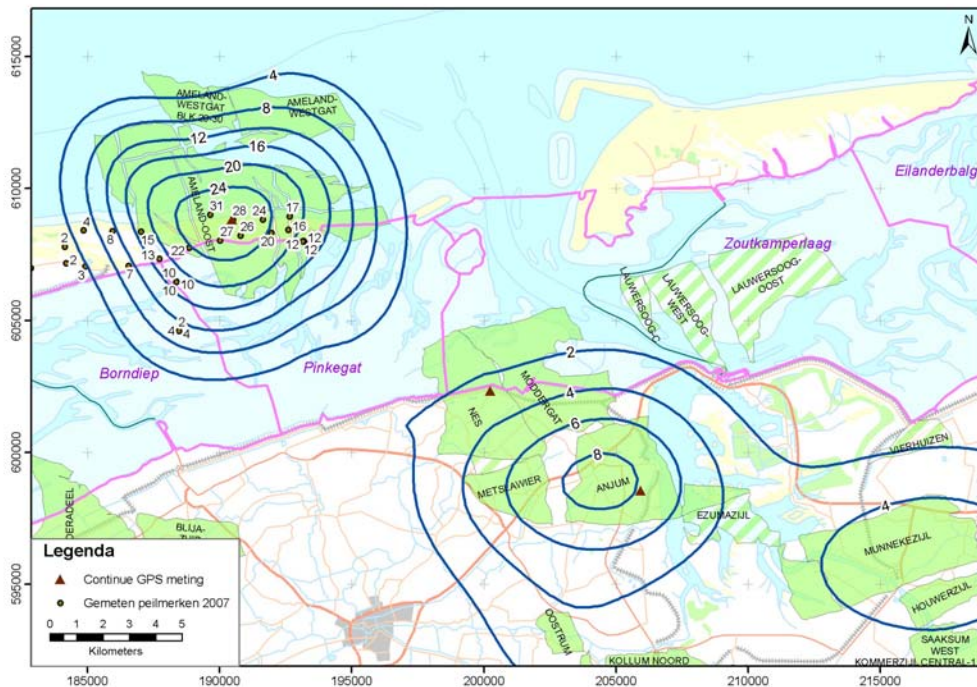 N
615000
610000
605000
600000
595000
4
8
12
16
20
24
AMELAND-
WESTGAT
BLK 29-30
AMELAND-
WESTGAT
AMELAND-OOST
31
28
24
17
27
26
20
16
12
12
12
4
2
8
15
13
22
2
3
7
10
10
10
2
4
4
Borndiep
Pinkegat
Eilanderbalg
Zoutkamperlaag
LAUWERSOOG-C
LAUWERSOOG-
WEST
LAUWERSOOG-
OOST
2
4
6
8
MODDERGAT
NES
METSLAWIER
ANJUM
EZUMAZIJL
VIERHUIZEN
4
MUNNEKEZIJL
HOUWERZIJL
SAAKSUM
WEST
KOMMERZIJL CENTRAL-1
OOSTRUM
KOLLUM NOORD
DERADEEL
BLIJA-
Legenda
Continue GPS meting
Gemeten peilmerken 2007
0 1 2 3 4 5
Kilometers
185000
190000
195000
200000
205000
210000
215000